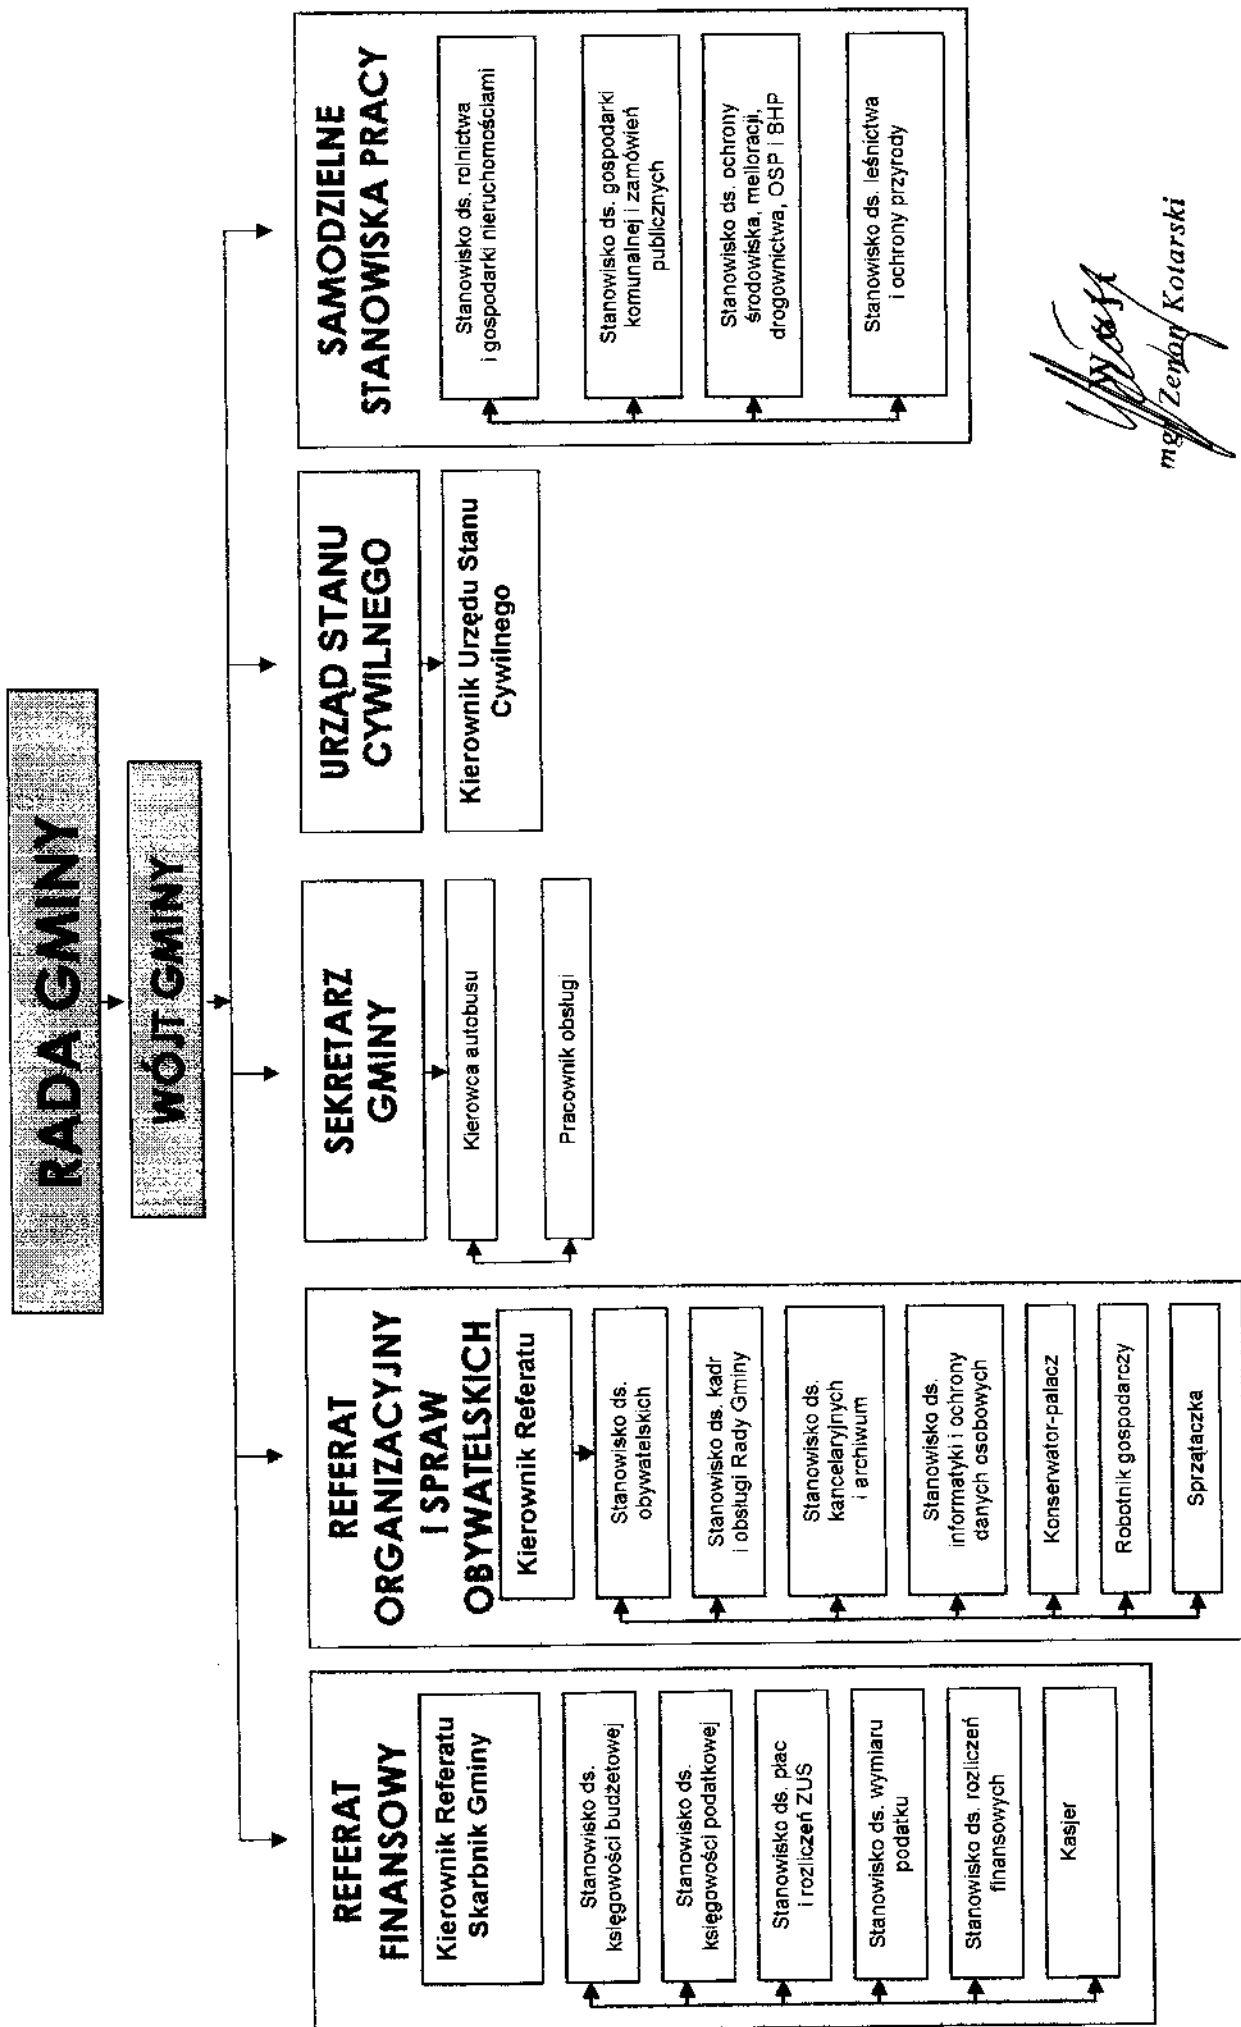 RADA GMINY
WÓJT GMINY
REFERAT
FINANSOWY
Kierownik Referatu
Skarbnik Gminy
Stanowisko ds.
księgowości budżetowej
Stanowisko ds.
księgowości podatkowej
Stanowisko ds. płac
i rozliczeń ZUS
Stanowisko ds. wymiaru
podatku
Stanowisko ds. rozliczeń
finansowych
Kasjer
REFERAT
ORGANIZACYJNY
I SPRAW
OBYWATELSKICH
Kierownik Referatu
Stanowisko ds.
obywatelskich
Stanowisko ds. kadr
i obsługi Rady Gminy
Stanowisko ds.
kancelaryjnych
i archiwum
Stanowisko ds.
informatyki i ochrony
danych osobowych
Konserwator-palacz
Robotnik gospodarczy
Sprzątaczka
SEKRETARZ
GMINY
Kierowca autobusu
Pracownik obsługi
URZĄD STANU
CYWILNEGO
Kierownik Urzędu Stanu
Cywilnego
SAMODZIELNE
STANOWISKA PRACY
Stanowisko ds. rolnictwa
i gospodarki nieruchomościami
Stanowisko ds. gospodarki
komunalnej i zamówień
publicznych
Stanowisko ds. ochrony
środowiska, melioracji,
drogownictwa, OSP i BHP
Stanowisko ds. leśnictwa
i ochrony przyrody
Wójt
mgr Zenon Kotarski